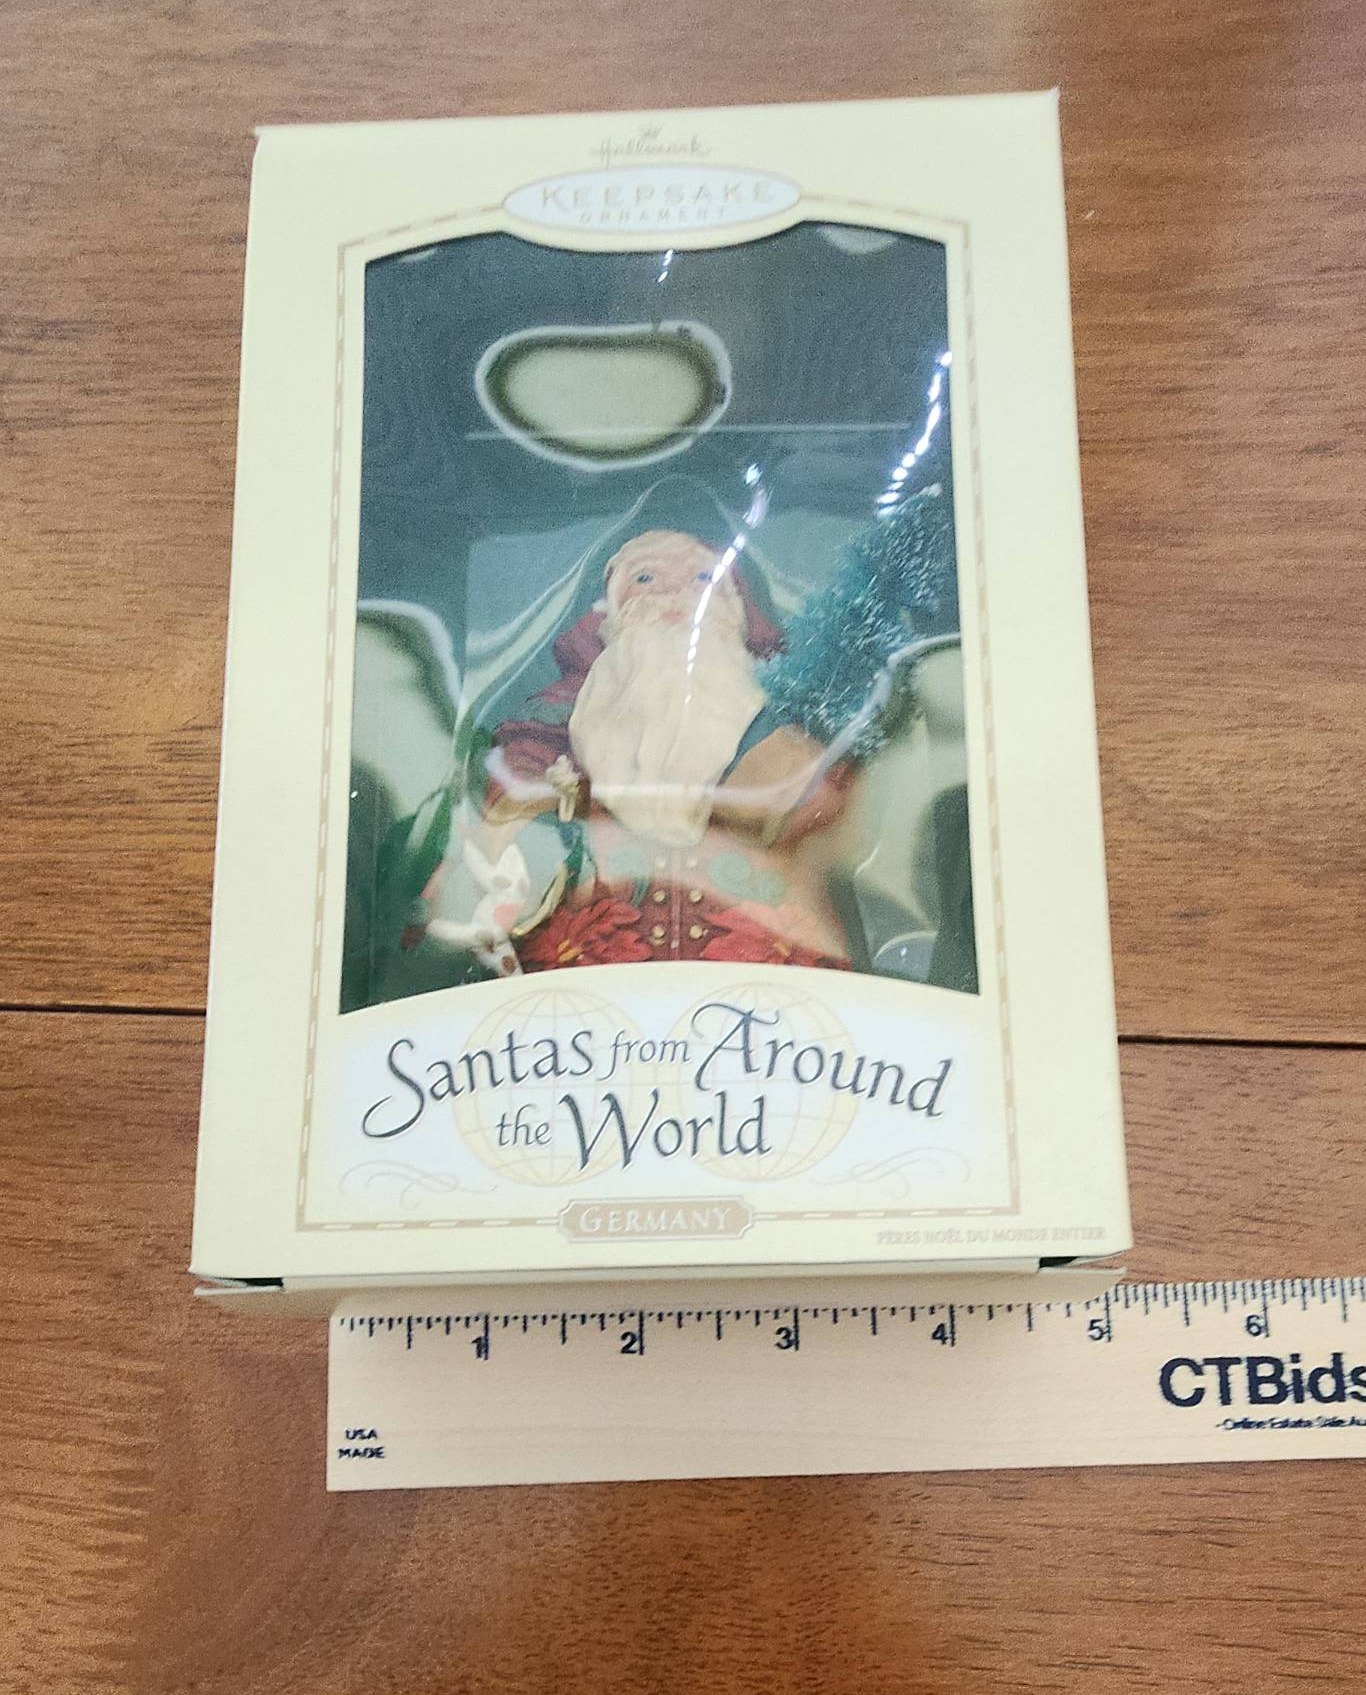 Hallmark
KEEPSAKE
ORNAMENT
Santas from Around
the World
GERMANY
PÈRES NOËL DU MONDE ENTIER
1 2 3 4 5 6
CTBids
USA
MADE